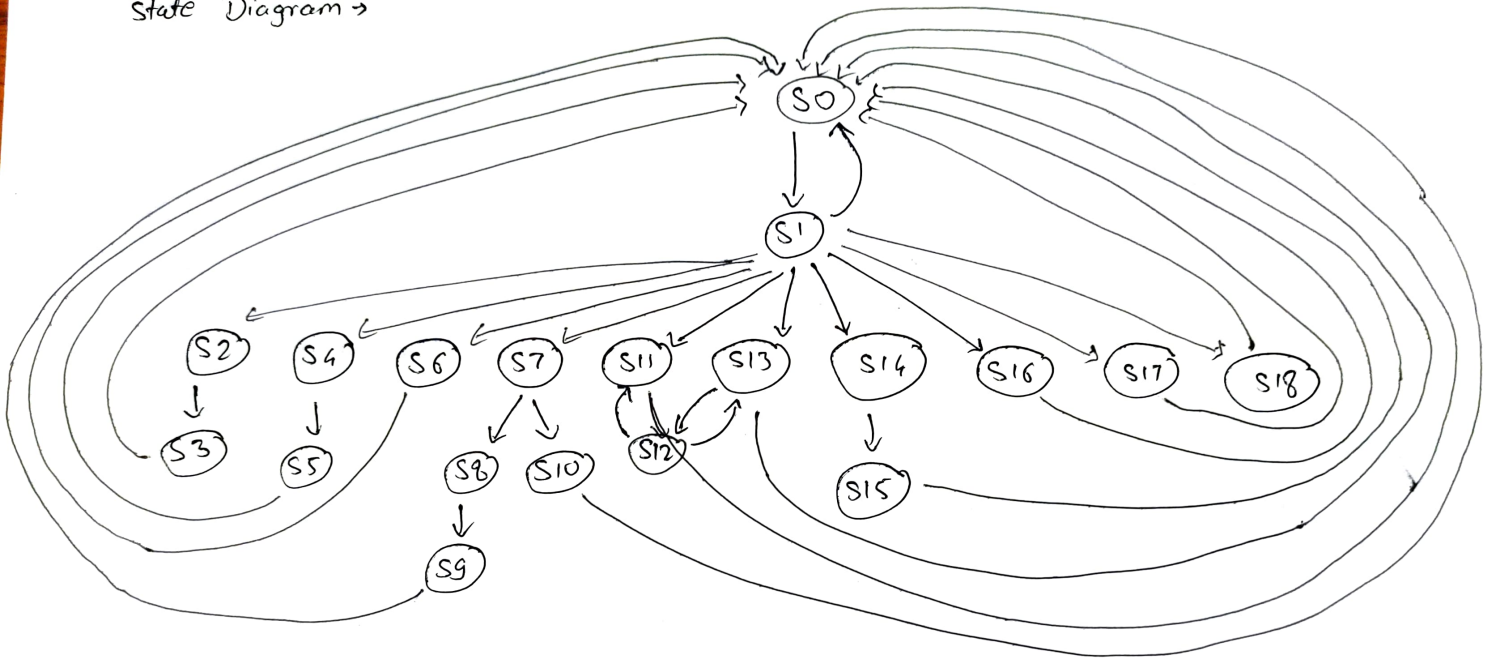 State Diagram →
S0
S1
S2 S4 S6 S7 S11 S13 S14 S16 S17 S18
S3 S5 S8 S10 S12 S15
S9